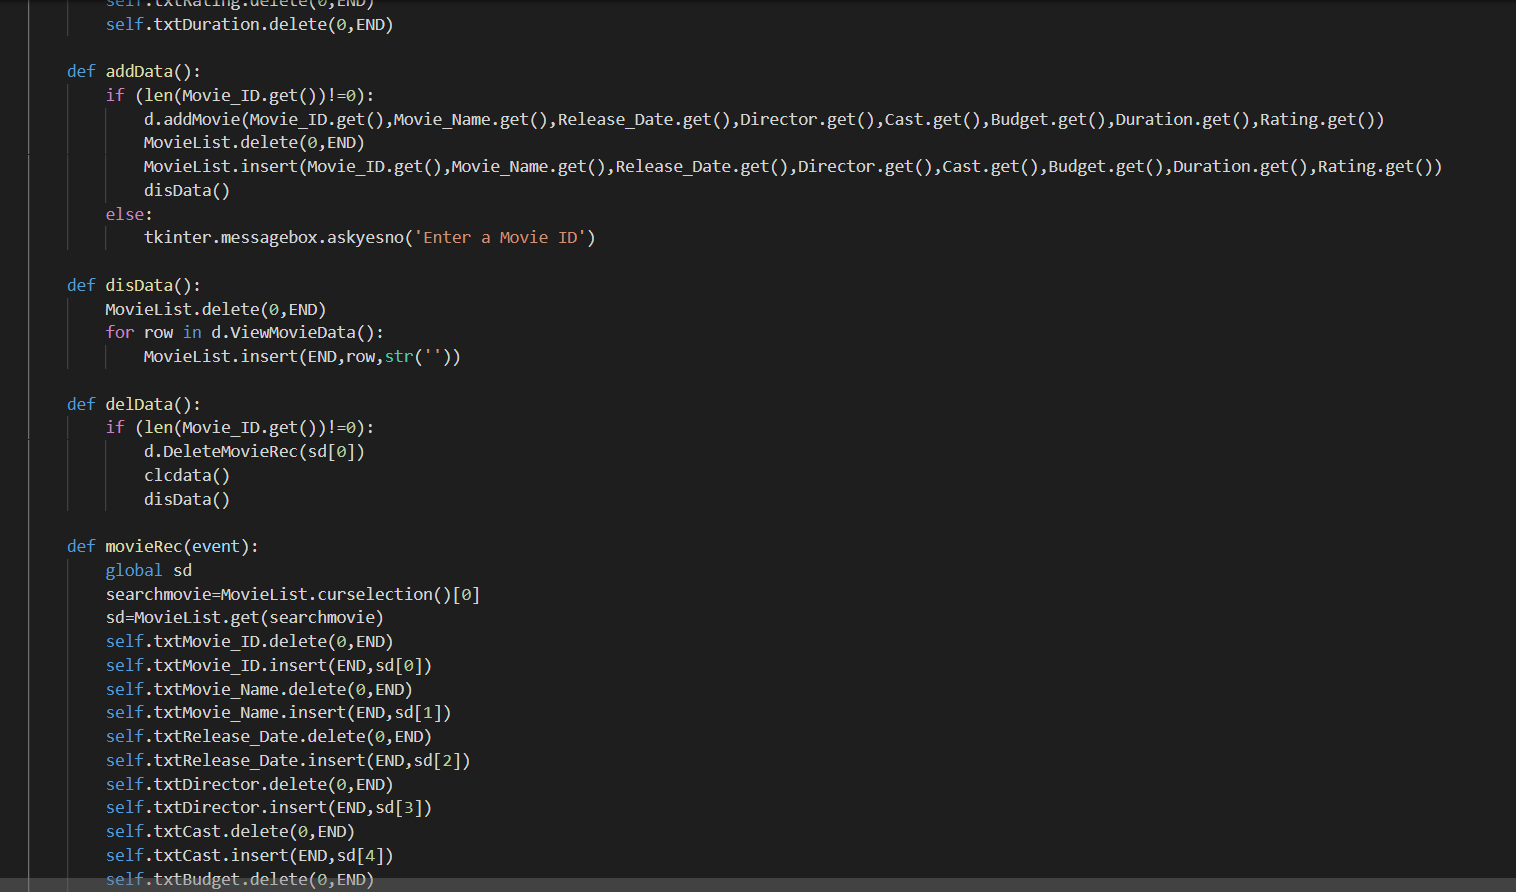 self.txtRating.delete(0,END)
self.txtDuration.delete(0,END)
def addData():
if (len(Movie_ID.get())!=0):
d.addMovie(Movie_ID.get(),Movie_Name.get(),Release_Date.get(),Director.get(),Cast.get(),Budget.get(),Duration.get(),Rating.get())
MovieList.delete(0,END)
MovieList.insert(Movie_ID.get(),Movie_Name.get(),Release_Date.get(),Director.get(),Cast.get(),Budget.get(),Duration.get(),Rating.get())
disData()
else:
tkinter.messagebox.askyesno('Enter a Movie ID')
def disData():
MovieList.delete(0,END)
for row in d.ViewMovieData():
MovieList.insert(END,row,str(''))
def delData():
if (len(Movie_ID.get())!=0):
d.DeleteMovieRec(sd[0])
clcdata()
disData()
def movieRec(event):
global sd
searchmovie=MovieList.curselection()[0]
sd=MovieList.get(searchmovie)
self.txtMovie_ID.delete(0,END)
self.txtMovie_ID.insert(END,sd[0])
self.txtMovie_Name.delete(0,END)
self.txtMovie_Name.insert(END,sd[1])
self.txtRelease_Date.delete(0,END)
self.txtRelease_Date.insert(END,sd[2])
self.txtDirector.delete(0,END)
self.txtDirector.insert(END,sd[3])
self.txtCast.delete(0,END)
self.txtCast.insert(END,sd[4])
self.txtBudget.delete(0,END)